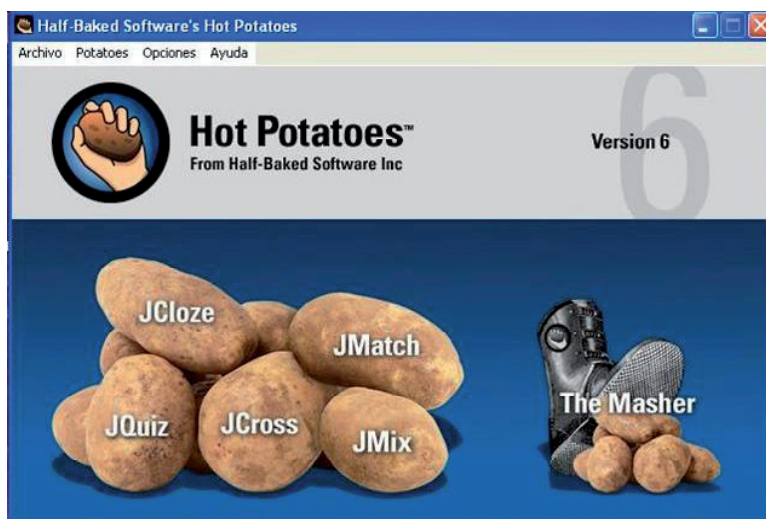 Half-Baked Software's Hot Potatoes
Archivo Potatoes Opciones Ayuda
Hot Potatoes™
From Half-Baked Software Inc
6
Version 6
JCloze
JMatch
JQuiz
JCross
JMix
The Masher